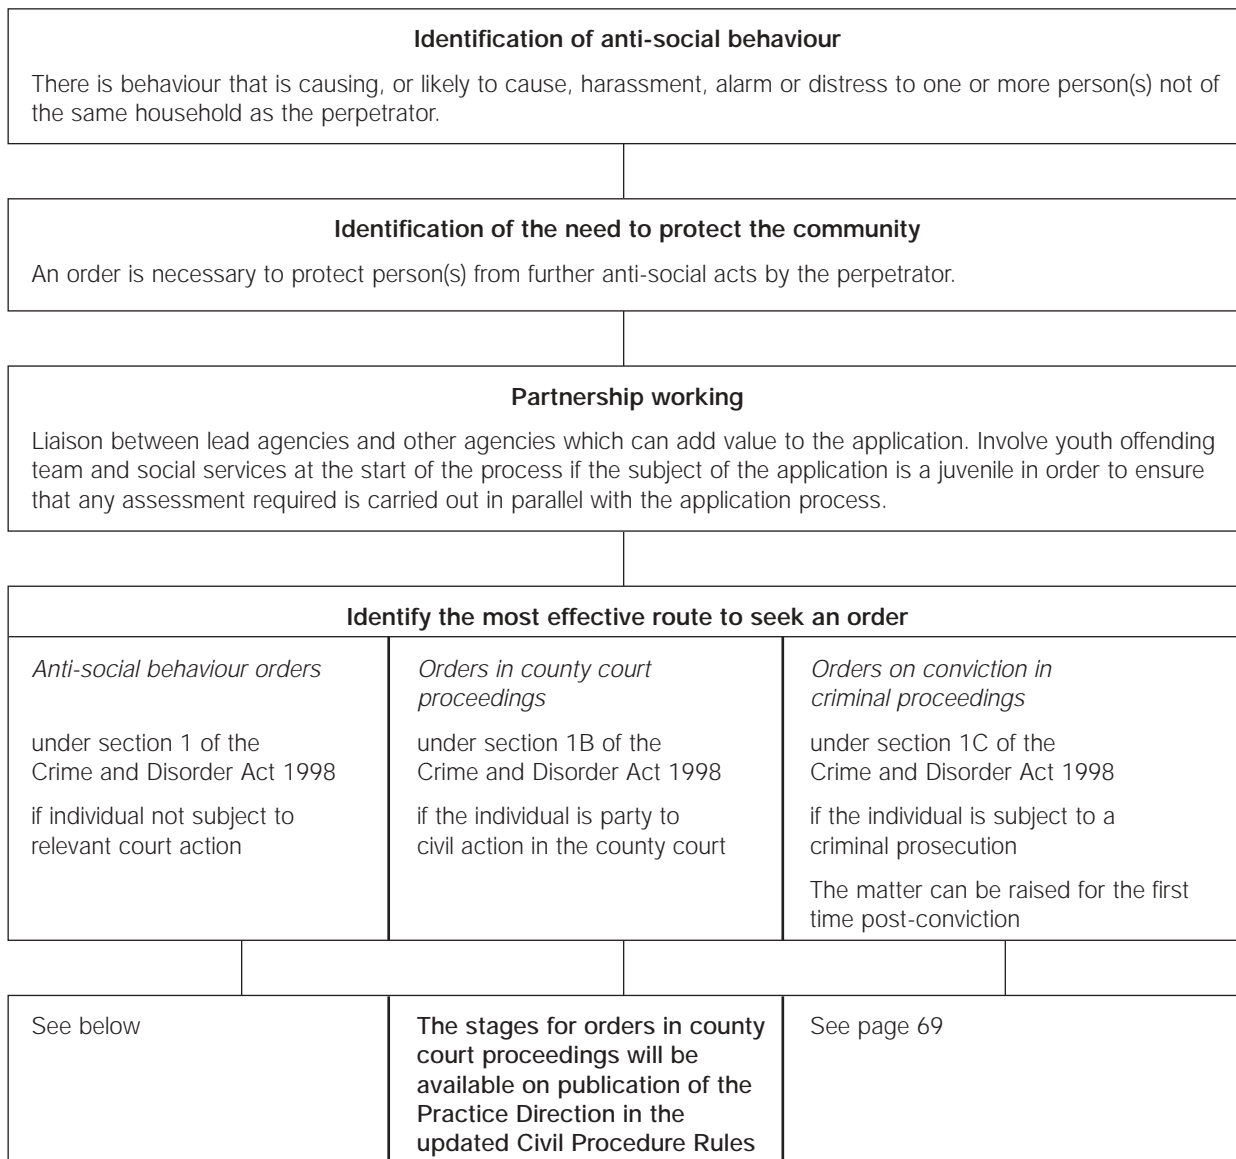 Identification of anti-social behaviour
There is behaviour that is causing, or likely to cause, harassment, alarm or distress to one or more person(s) not of
the same household as the perpetrator.
Identification of the need to protect the community
An order is necessary to protect person(s) from further anti-social acts by the perpetrator.
Partnership working
Liaison between lead agencies and other agencies which can add value to the application. Involve youth offending
team and social services at the start of the process if the subject of the application is a juvenile in order to ensure
that any assessment required is carried out in parallel with the application process.
Identify the most effective route to seek an order
Anti-social behaviour orders
under section 1 of the
Crime and Disorder Act 1998
if individual not subject to
relevant court action
Orders in county court
proceedings
under section 1B of the
Crime and Disorder Act 1998
if the individual is party to
civil action in the county court
Orders on conviction in
criminal proceedings
under section 1C of the
Crime and Disorder Act 1998
if the individual is subject to a
criminal prosecution
The matter can be raised for the first
time post-conviction
See below
The stages for orders in county
court proceedings will be
available on publication of the
Practice Direction in the
updated Civil Procedure Rules
See page 69